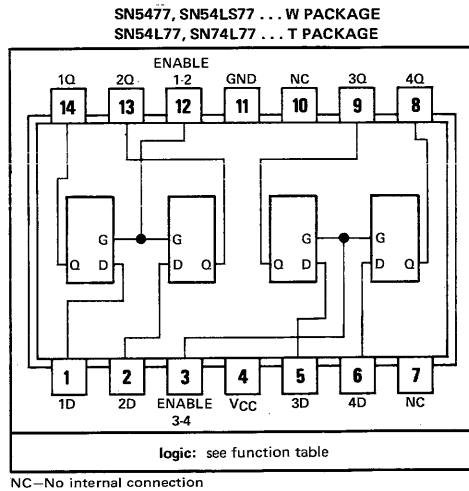 SN5477, SN54LS77 ... W PACKAGE
SN54L77, SN74L77 ... T PACKAGE
ENABLE
1Q 2Q 1-2 GND NC 3Q 4Q
14 13 12 11 10 9 8
G G G G
Q D D Q Q D D Q
1 2 3 4 5 6 7
1D 2D ENABLE VCC 3D 4D NC
3-4
logic: see function table
NC—No internal connection